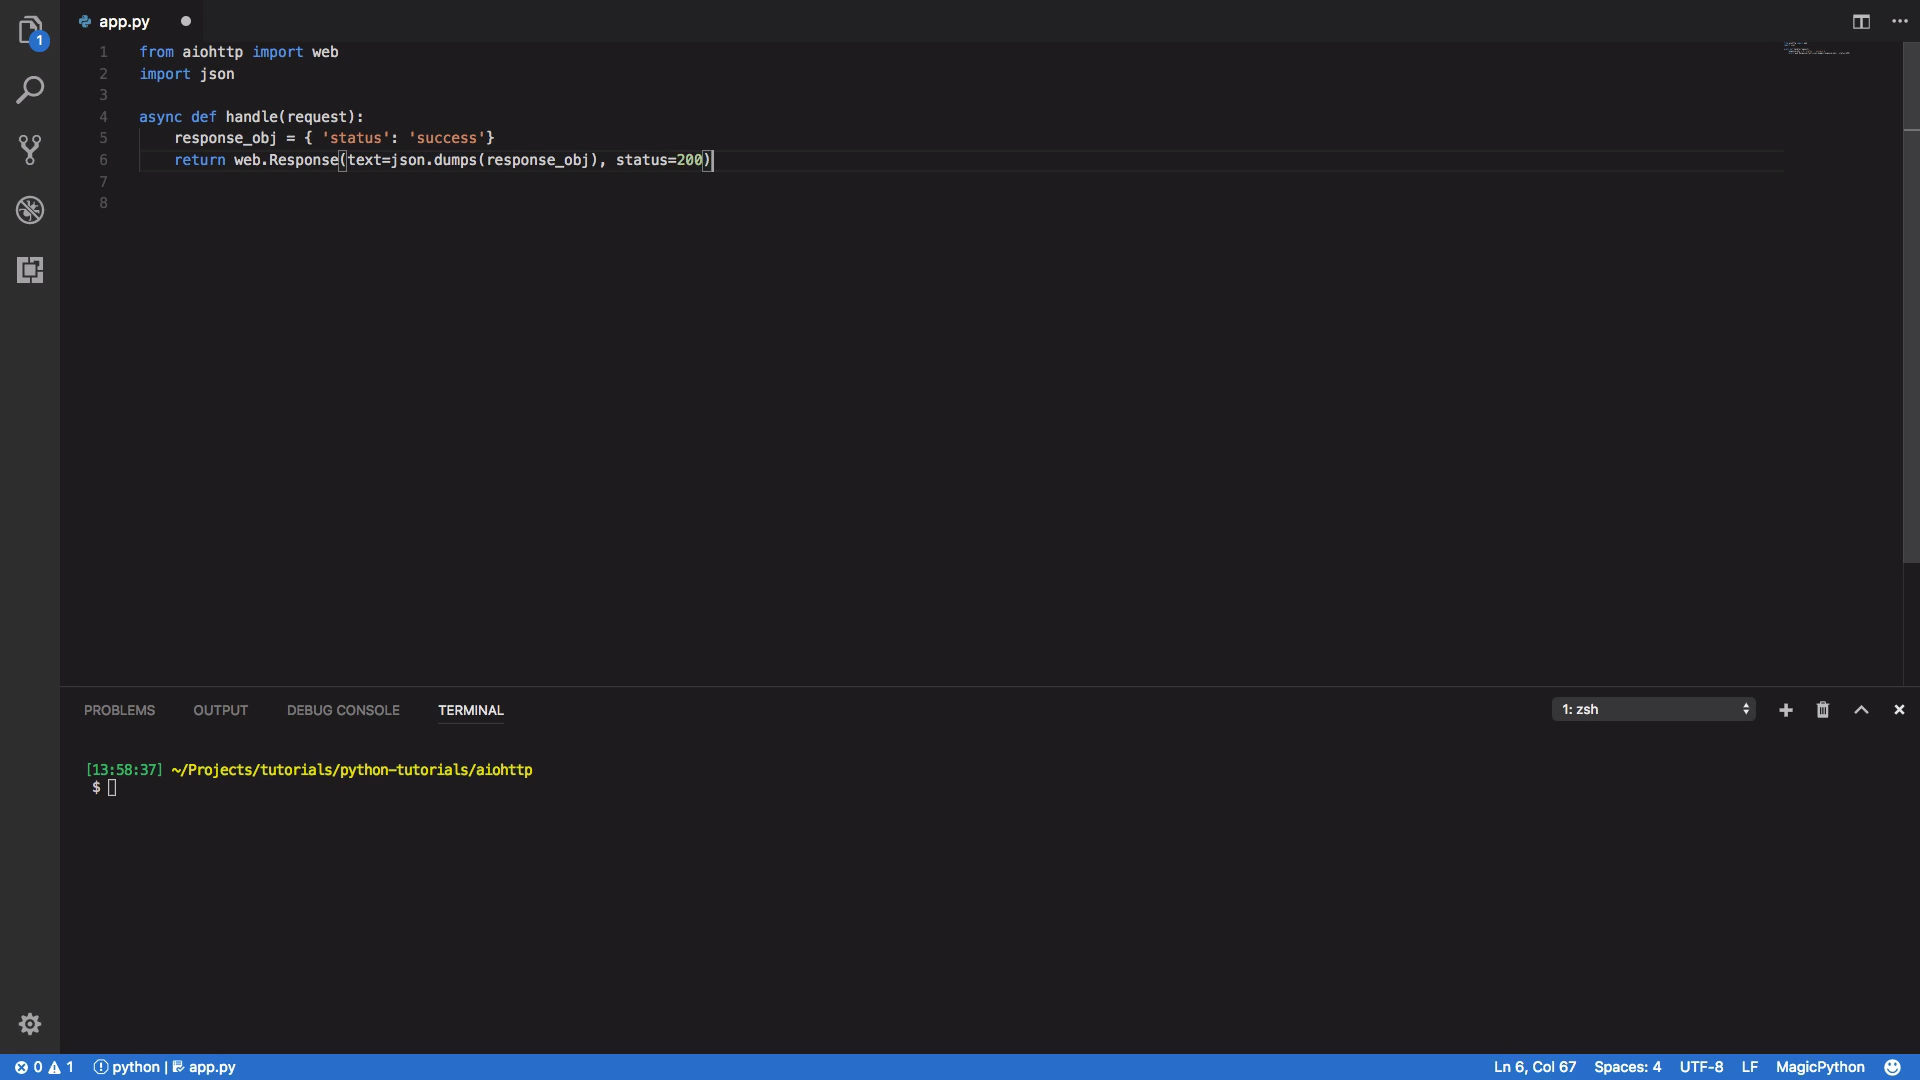 app.py
1
1 from aiohttp import web
2 import json
3
4 async def handle(request):
5 response_obj = { 'status': 'success'}
6 return web.Response(text=json.dumps(response_obj), status=200)
7
8
PROBLEMS OUTPUT DEBUG CONSOLE TERMINAL 1: zsh
[13:58:37] ~/Projects/tutorials/python-tutorials/aiohttp
$
0 1 python | app.py Ln 6, Col 67 Spaces: 4 UTF-8 LF MagicPython